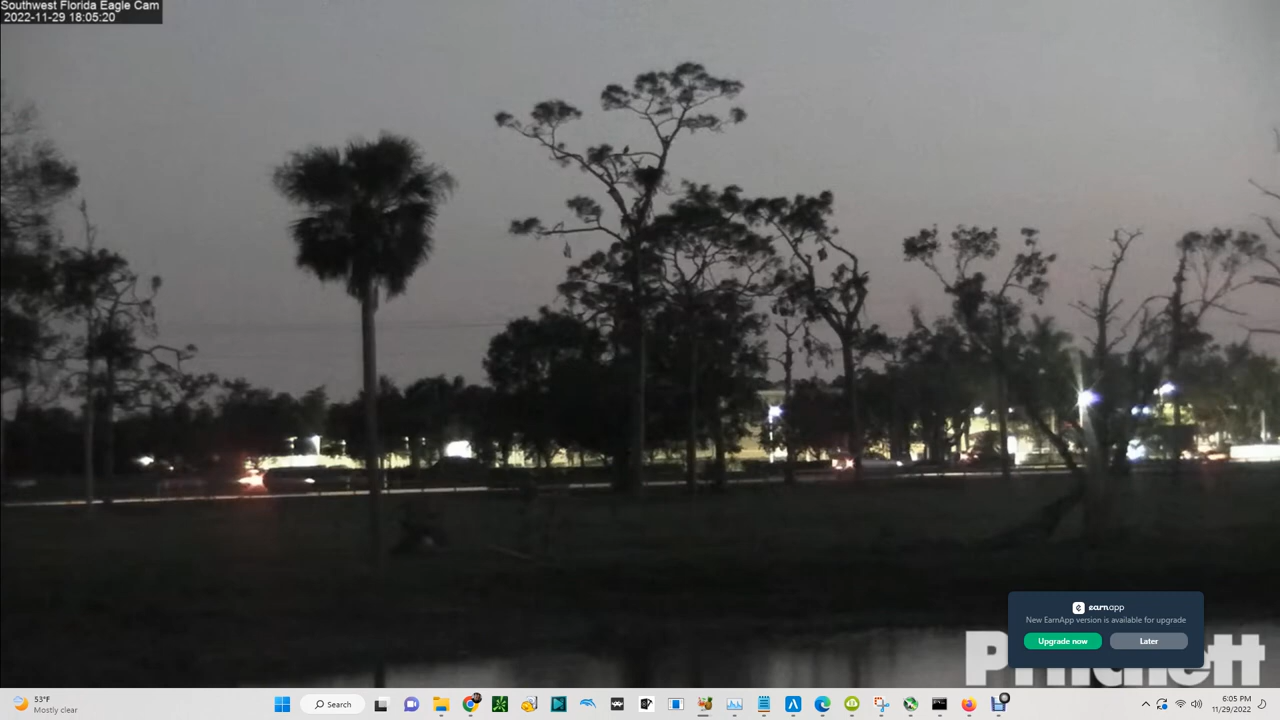 Southwest Florida Eagle Cam
2022-11-29 18:05:20
earnapp
New EarnApp version is available for upgrade
Upgrade now
Later
53°F
Mostly clear
Search
6:05 PM
11/29/2022